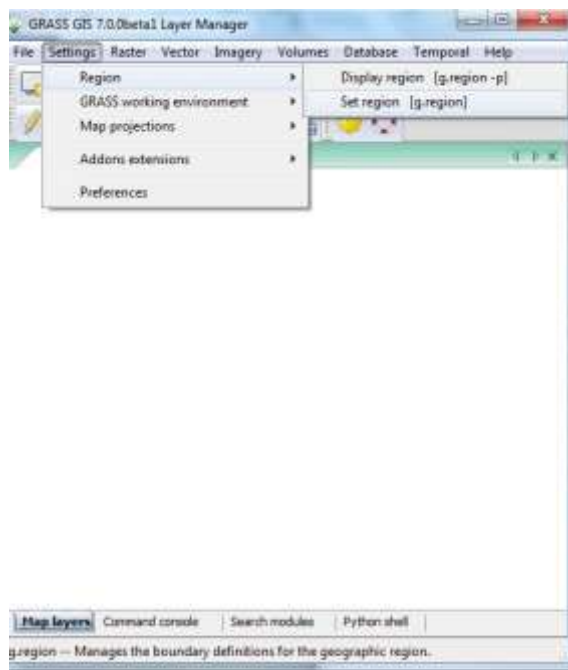 GRASS GIS 7.0.0beta1 Layer Manager
File Settings Raster Vector Imagery Volumes Database Temporal Help
Region
Display region [g.region -p]
GRASS working environment
Set region [g.region]
Map projections
Addons extensions
Preferences
Map layers Command console Search modules Python shell
g.region -- Manages the boundary definitions for the geographic region.